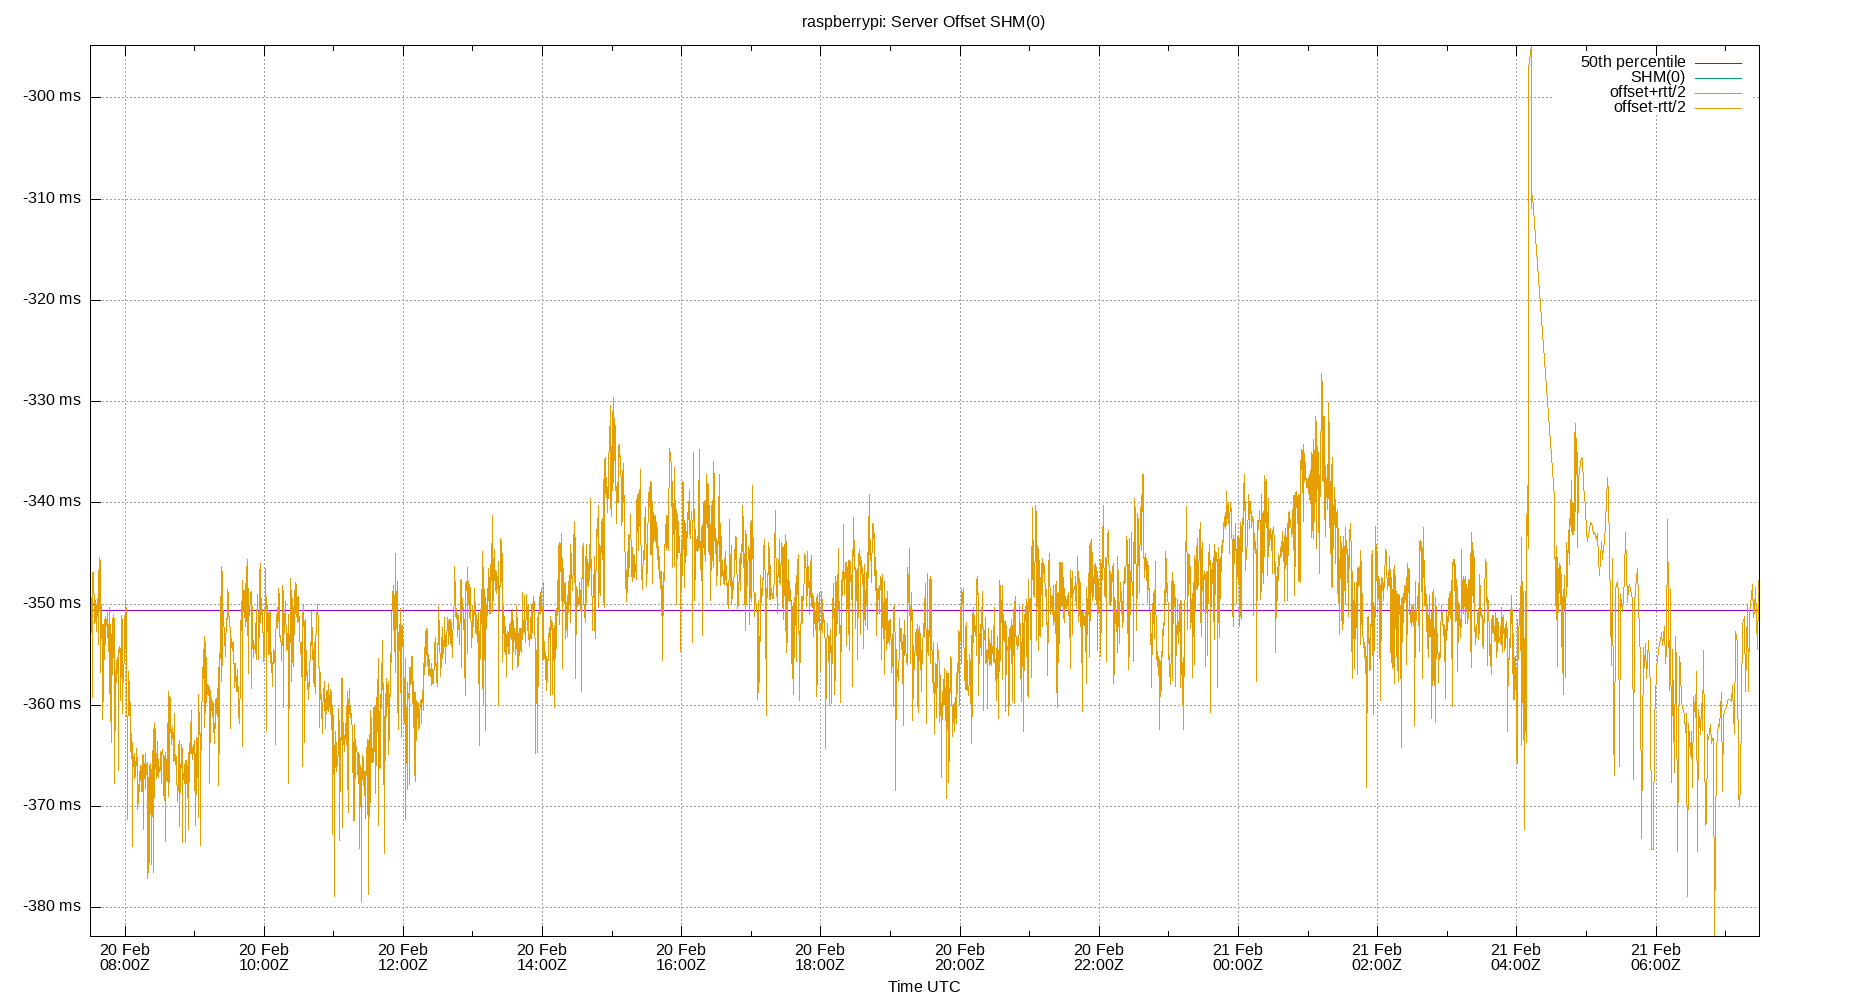 raspberrypi: Server Offset SHM(0)
50th percentile
SHM(0)
offset+rtt/2
offset-rtt/2
-300 ms
-310 ms
-320 ms
-330 ms
-340 ms
-350 ms
-360 ms
-370 ms
-380 ms
20 Feb 20 Feb 20 Feb 20 Feb 20 Feb 20 Feb 20 Feb 20 Feb 21 Feb 21 Feb 21 Feb 21 Feb
08:00Z 10:00Z 12:00Z 14:00Z 16:00Z 18:00Z 20:00Z 22:00Z 00:00Z 02:00Z 04:00Z 06:00Z
Time UTC